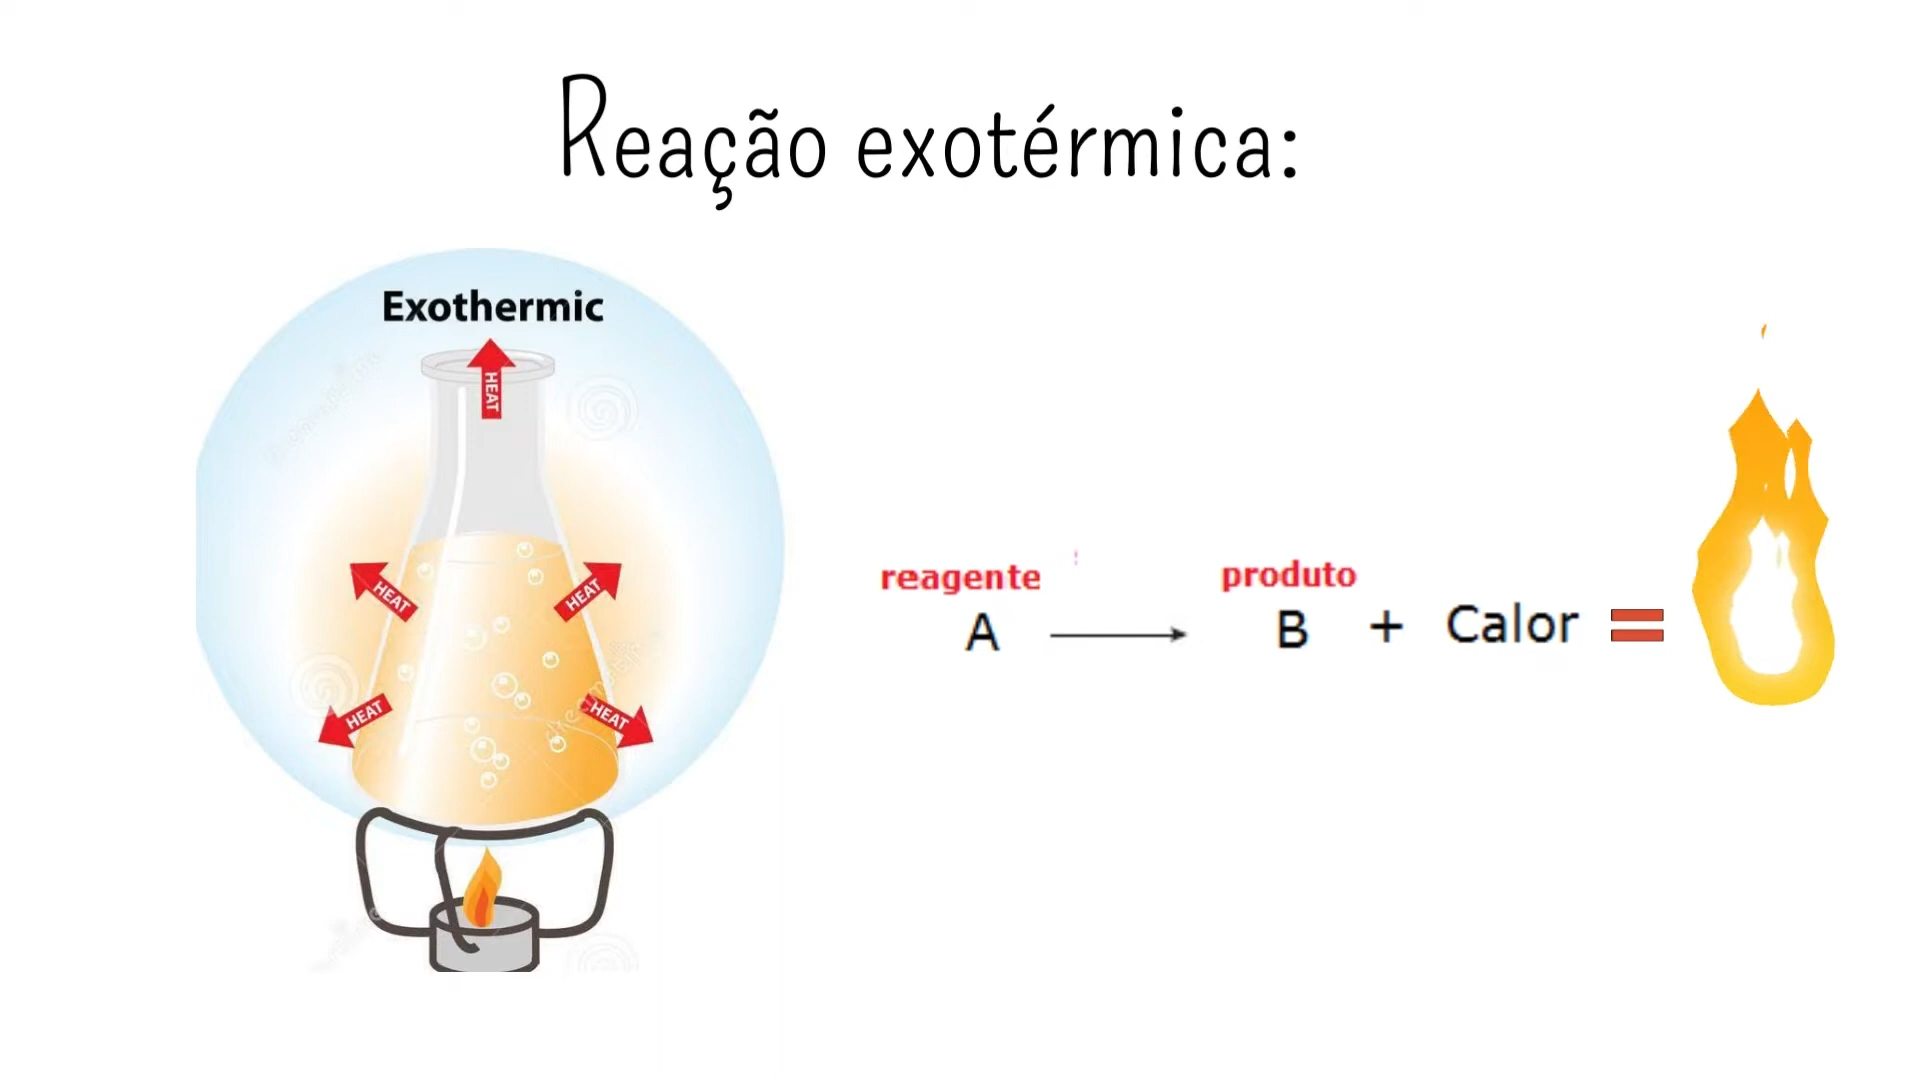 Reação exotérmica:
Exothermic
HEAT
HEAT
HEAT
HEAT
HEAT
reagente
produto
A
B + Calor =